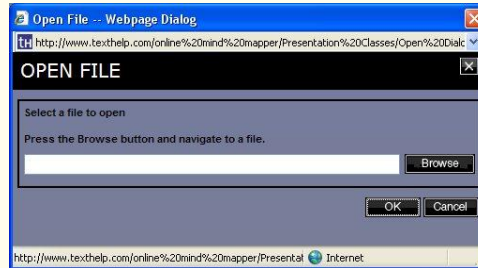 Open File -- Webpage Dialog
tH http://www.texthelp.com/online%20mind%20mapper/Presentation%20Classes/Open%20Dialc
OPEN FILE
Select a file to open
Press the Browse button and navigate to a file.
Browse
OK Cancel
http://www.texthelp.com/online%20mind%20mapper/Presentat Internet